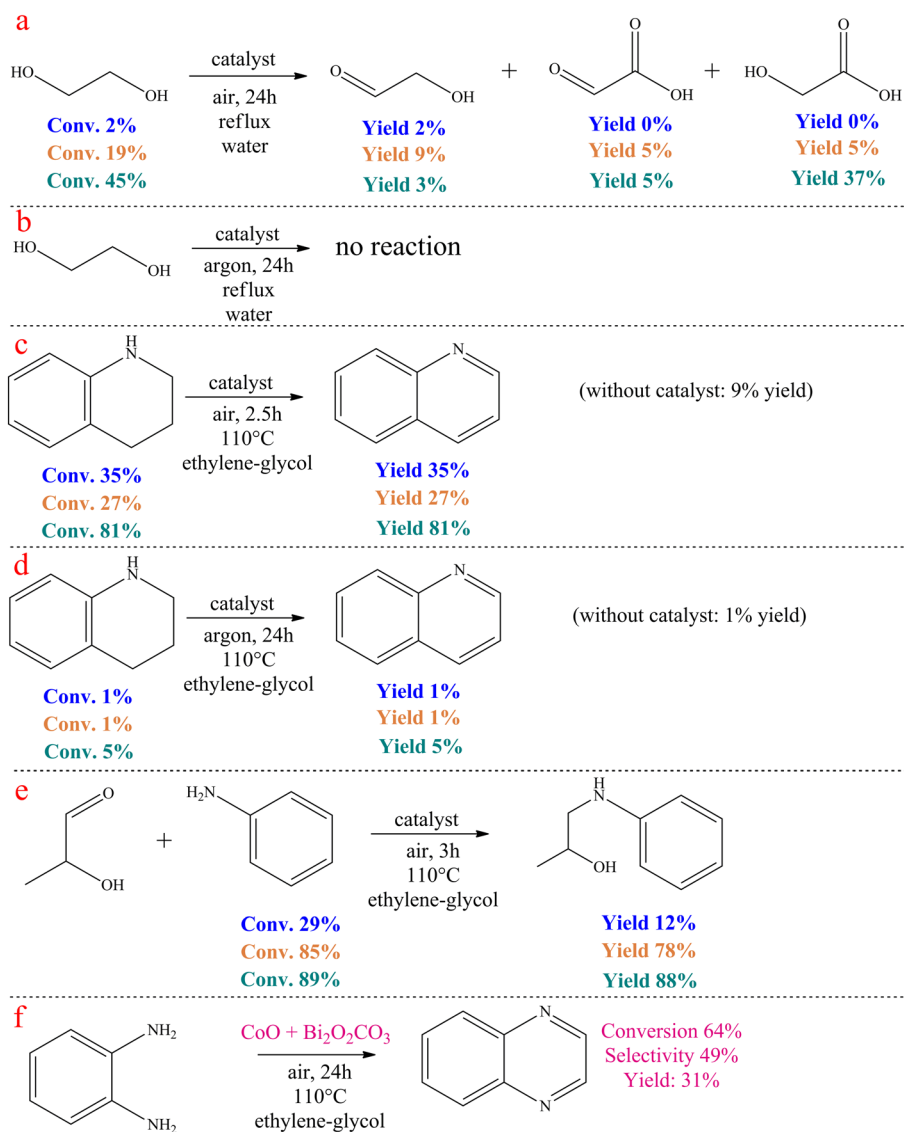 a
HO
OH
catalyst
air, 24h
reflux
water
O
OH
+
O
O
OH
+
HO
O
OH
Conv. 2%
Conv. 19%
Conv. 45%
Yield 2%
Yield 9%
Yield 3%
Yield 0%
Yield 5%
Yield 5%
Yield 0%
Yield 5%
Yield 37%
b
HO
OH
catalyst
argon, 24h
reflux
water
no reaction
c
H
N
catalyst
air, 2.5h
110°C
ethylene-glycol
N
(without catalyst: 9% yield)
Conv. 35%
Conv. 27%
Conv. 81%
Yield 35%
Yield 27%
Yield 81%
d
H
N
catalyst
argon, 24h
110°C
ethylene-glycol
N
(without catalyst: 1% yield)
Conv. 1%
Conv. 1%
Conv. 5%
Yield 1%
Yield 1%
Yield 5%
e
O
OH
+
H₂N
catalyst
air, 3h
110°C
ethylene-glycol
H
N
OH
Conv. 29%
Conv. 85%
Conv. 89%
Yield 12%
Yield 78%
Yield 88%
f
NH₂
NH₂
CoO + Bi₂O₂CO₃
air, 24h
110°C
ethylene-glycol
N
N
Conversion 64%
Selectivity 49%
Yield: 31%